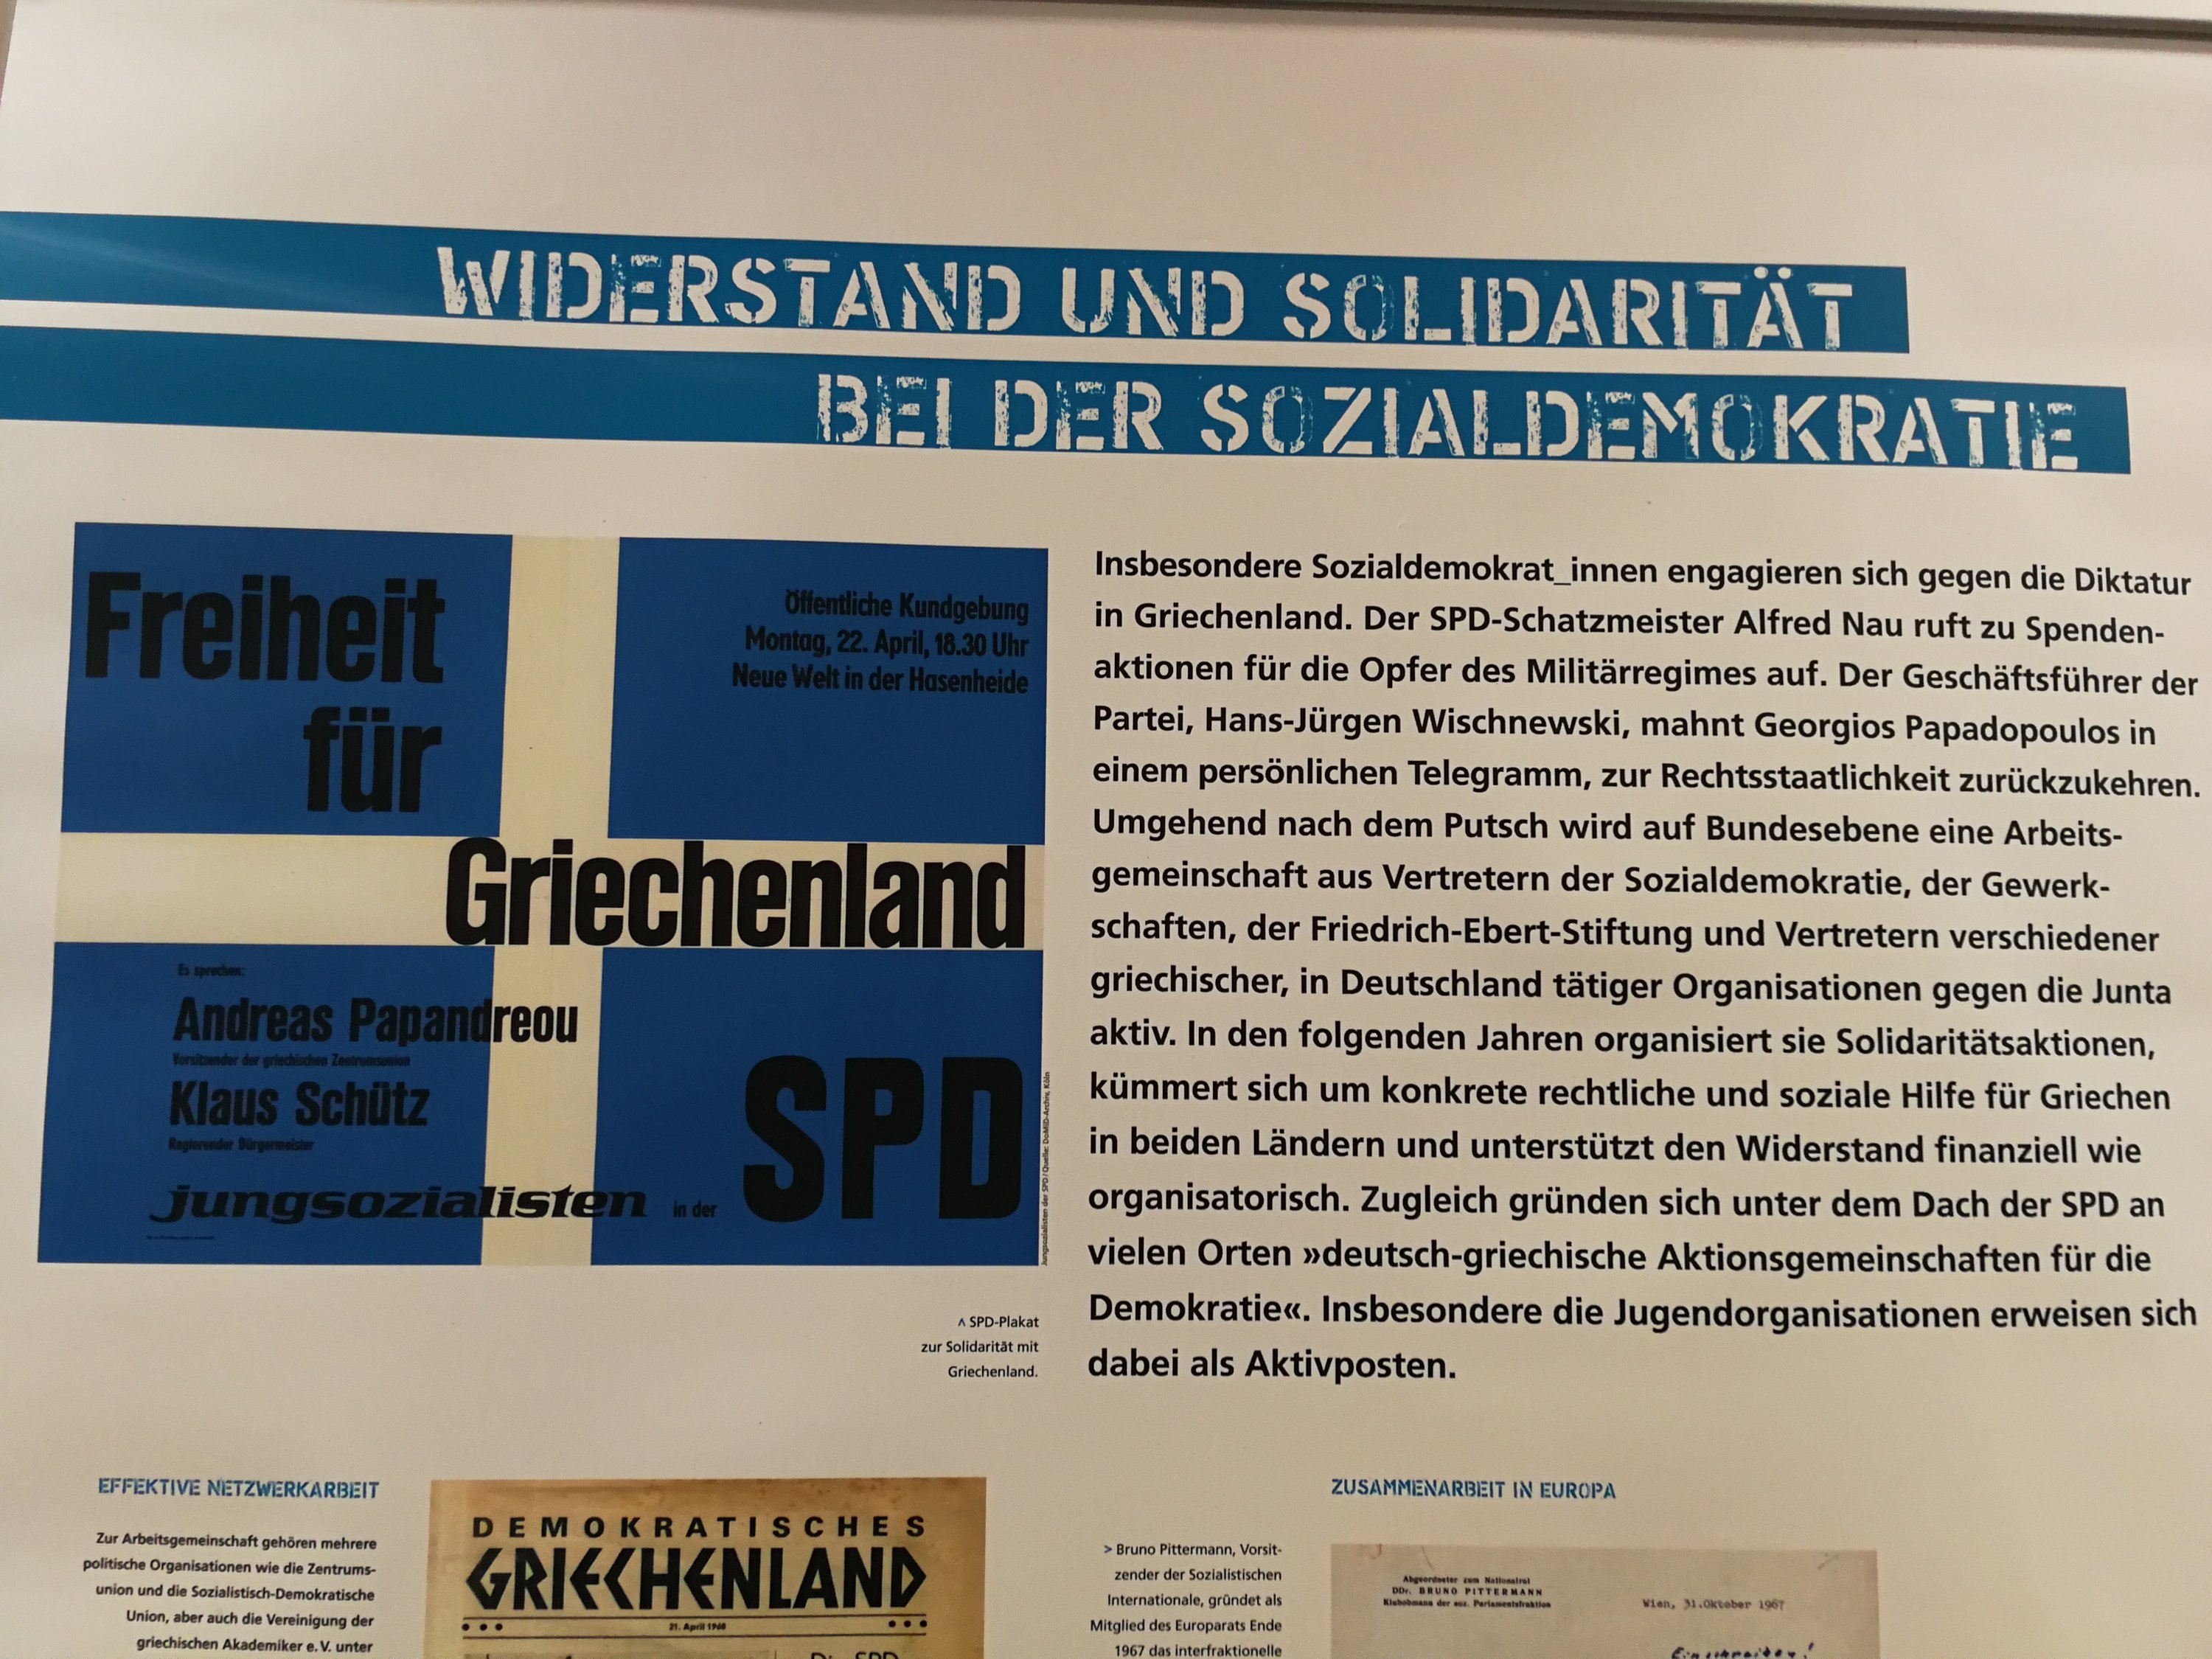 WIDERSTAND UND SOLIDARITÄT
BEI DER SOZIALDEMOKRATIE
Freiheit
für
Griechenland
Öffentliche Kundgebung
Montag, 22. April, 18.30 Uhr
Neue Welt in der Hasenheide
Es sprechen:
Andreas Papandreou
Vorsitzender der griechischen Zentrumsunion
Klaus Schütz
Regierender Bürgermeister
jungsozialisten in der SPD
Jungsozialisten der SPD / Quelle: DOMiD-Archiv, Köln
^ SPD-Plakat
zur Solidarität mit
Griechenland.
Insbesondere Sozialdemokrat_innen engagieren sich gegen die Diktatur
in Griechenland. Der SPD-Schatzmeister Alfred Nau ruft zu Spenden-
aktionen für die Opfer des Militärregimes auf. Der Geschäftsführer der
Partei, Hans-Jürgen Wischnewski, mahnt Georgios Papadopoulos in
einem persönlichen Telegramm, zur Rechtsstaatlichkeit zurückzukehren.
Umgehend nach dem Putsch wird auf Bundesebene eine Arbeits-
gemeinschaft aus Vertretern der Sozialdemokratie, der Gewerk-
schaften, der Friedrich-Ebert-Stiftung und Vertretern verschiedener
griechischer, in Deutschland tätiger Organisationen gegen die Junta
aktiv. In den folgenden Jahren organisiert sie Solidaritätsaktionen,
kümmert sich um konkrete rechtliche und soziale Hilfe für Griechen
in beiden Ländern und unterstützt den Widerstand finanziell wie
organisatorisch. Zugleich gründen sich unter dem Dach der SPD an
vielen Orten »deutsch-griechische Aktionsgemeinschaften für die
Demokratie«. Insbesondere die Jugendorganisationen erweisen sich
dabei als Aktivposten.
EFFEKTIVE NETZWERKARBEIT
Zur Arbeitsgemeinschaft gehören mehrere
politische Organisationen wie die Zentrums-
union und die Sozialistisch-Demokratische
Union, aber auch die Vereinigung der
griechischen Akademiker e. V. unter
DEMOKRATISCHES
GRIECHENLAND
21. April 1968
Die SPD
ZUSAMMENARBEIT IN EUROPA
> Bruno Pittermann, Vorsit-
zender der Sozialistischen
Internationale, gründet als
Mitglied des Europarats Ende
1967 das interfraktionelle
Abgeordneter zum Nationalrat
DDr. BRUNO PITTERMANN
Klubobmann der soz. Parlamentsfraktion
Wien, 31.Oktober 1967
Einschreiben!